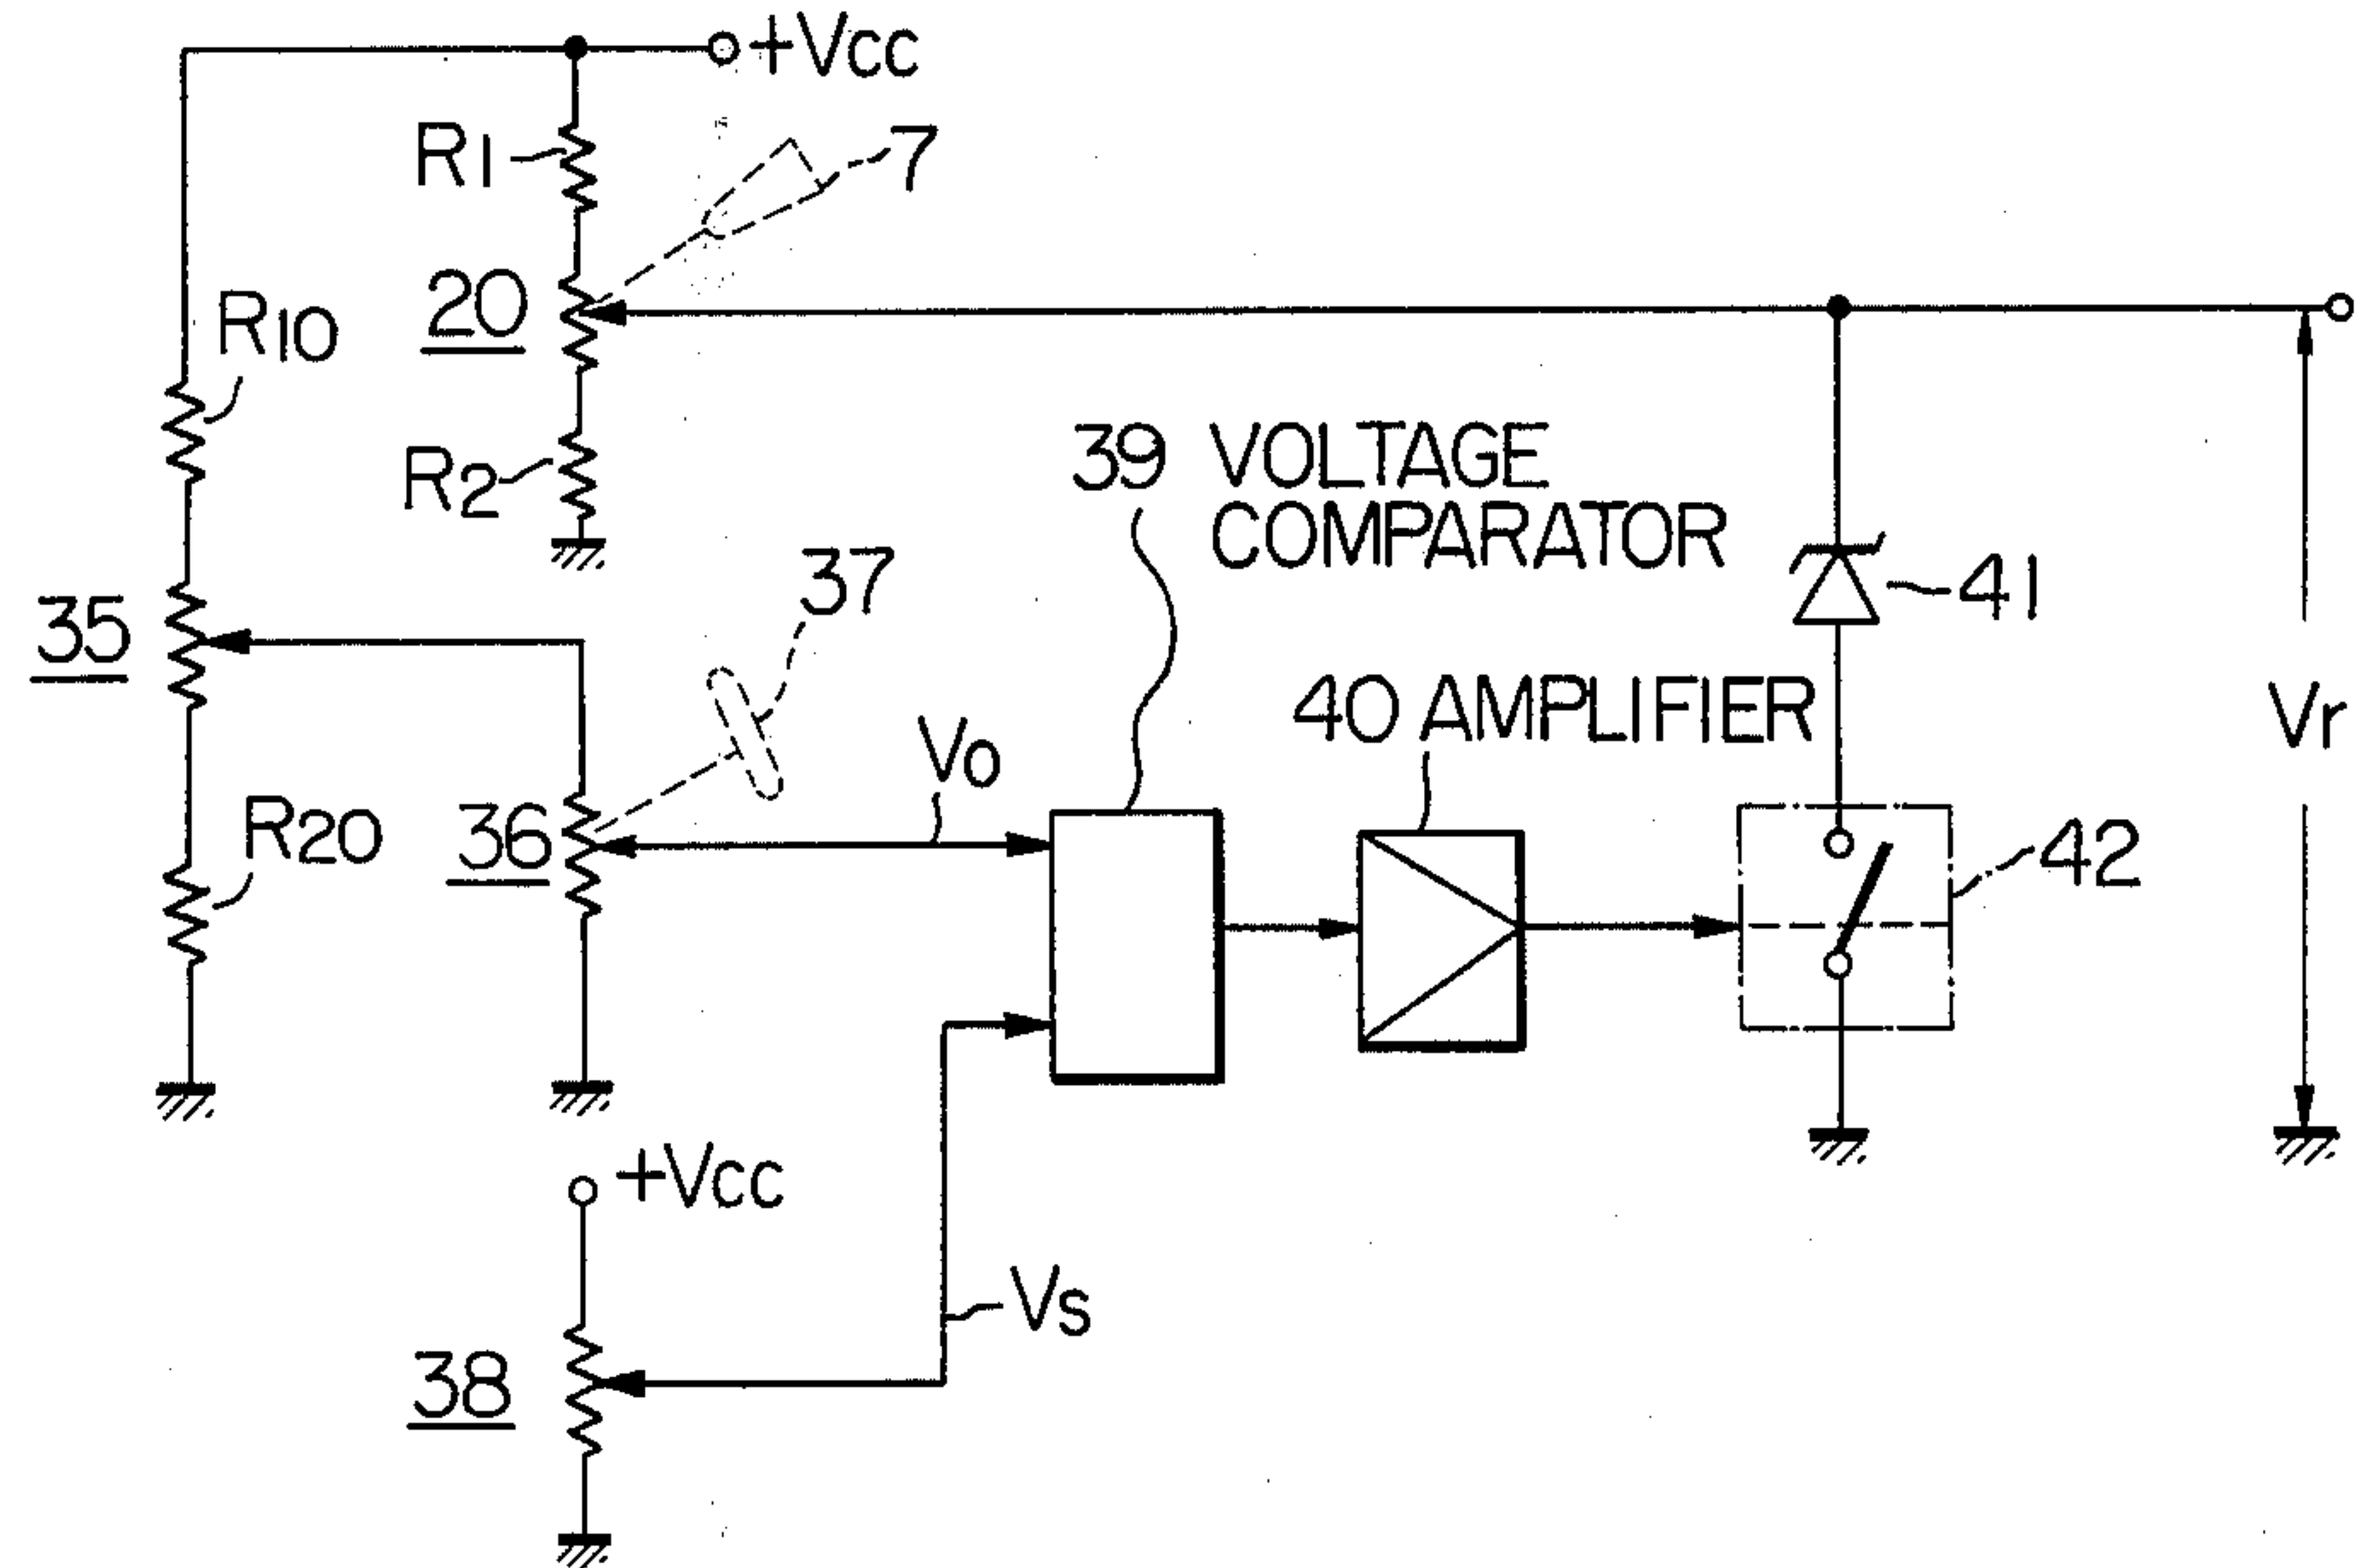 +Vcc
R1
7
20
R10
R2
39 VOLTAGE
COMPARATOR
37
41
35
40 AMPLIFIER
Vr
Vo
R20
36
42
+Vcc
Vs
38